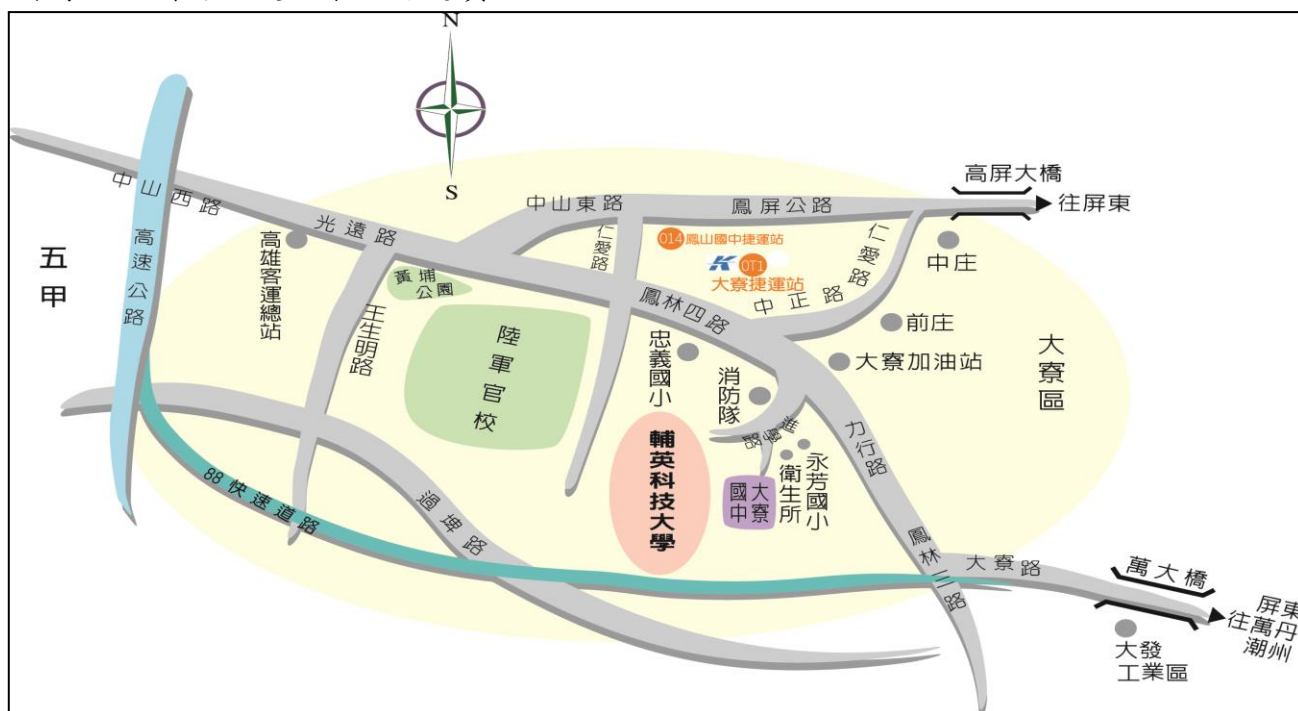 N
S
中山西路
高速公路
五甲
高雄客運總站
光遠路
黃埔
公園
王生明路
陸軍官校
中山東路
仁愛路
鳳屏公路
高屏大橋
往屏東
014 鳳山國中捷運站
K OT1
大寮捷運站
仁愛路
中庄
中正路
前庄
鳳林四路
大寮加油站
大寮區
忠義國小
消防隊
進學路
輔英科技大學
大寮
國中
衛生所
永芳國小
力行路
88快速道路
過埤路
鳳林三路
大寮路
萬大橋
往屏東
萬丹
潮州
大發
工業區